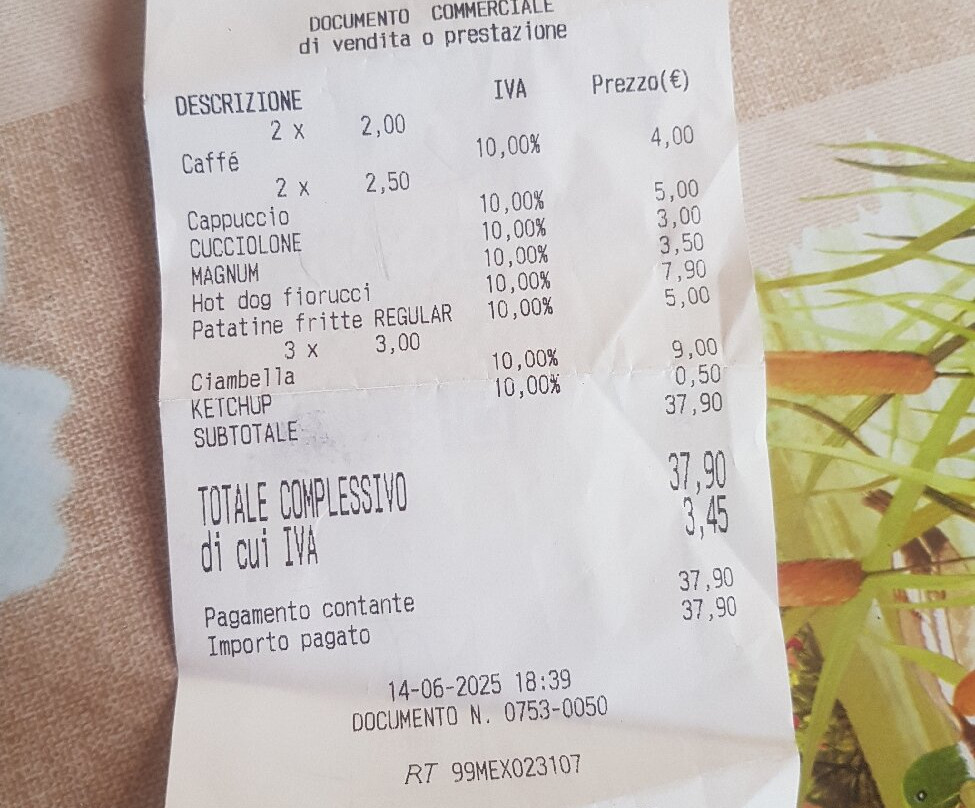 DOCUMENTO COMMERCIALE
di vendita o prestazione
DESCRIZIONE IVA Prezzo(€)
2 x 2,00
Caffé 10,00% 4,00
2 x 2,50
Cappuccio 10,00% 5,00
CUCCIOLONE 10,00% 3,00
MAGNUM 10,00% 3,50
Hot dog fiorucci 10,00% 7,90
Patatine fritte REGULAR 10,00% 5,00
3 x 3,00
Ciambella 10,00% 9,00
KETCHUP 10,00% 0,50
SUBTOTALE 37,90
TOTALE COMPLESSIVO 37,90
di cui IVA 3,45
Pagamento contante 37,90
Importo pagato 37,90
14-06-2025 18:39
DOCUMENTO N. 0753-0050
RT 99MEX023107